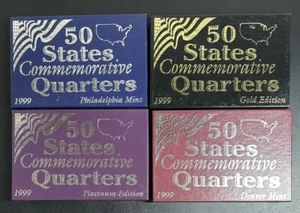 50
States
Commemorative
Quarters
1999
Philadelphia Mint
50
States
Commemorative
Quarters
1999
Gold Edition
50
States
Commemorative
Quarters
1999
Platinum Edition
50
States
Commemorative
Quarters
1999
Denver Mint